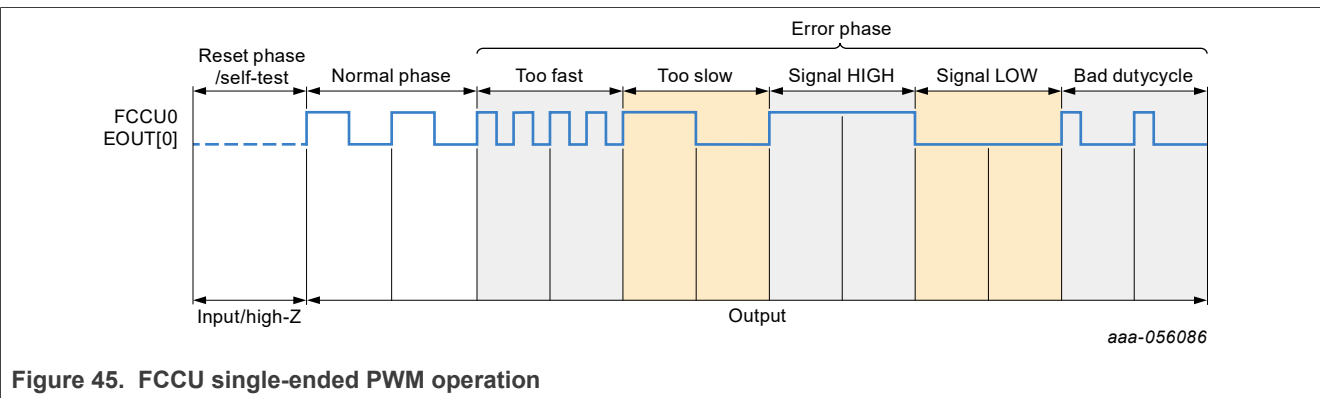 Error phase
Reset phase
/self-test
Normal phase
Too fast
Too slow
Signal HIGH
Signal LOW
Bad dutycycle
FCCU0
EOUT[0]
Input/high-Z
Output
aaa-056086
Figure 45. FCCU single-ended PWM operation